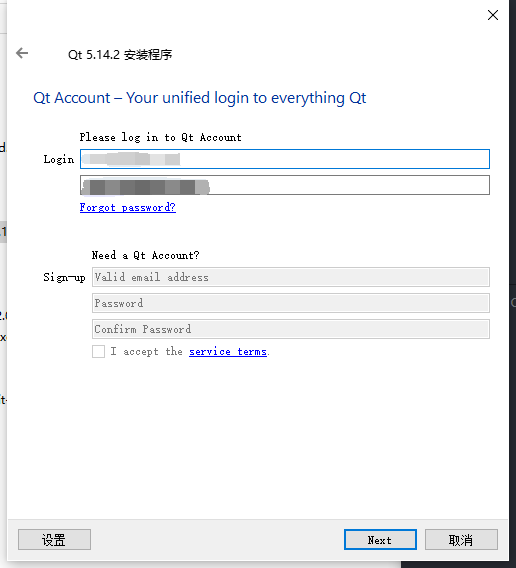 Qt 5.14.2 安装程序
Qt Account – Your unified login to everything Qt
Please log in to Qt Account
Login
Forgot password?
Need a Qt Account?
Sign-up Valid email address
Password
Confirm Password
I accept the service terms.
设置 Next 取消